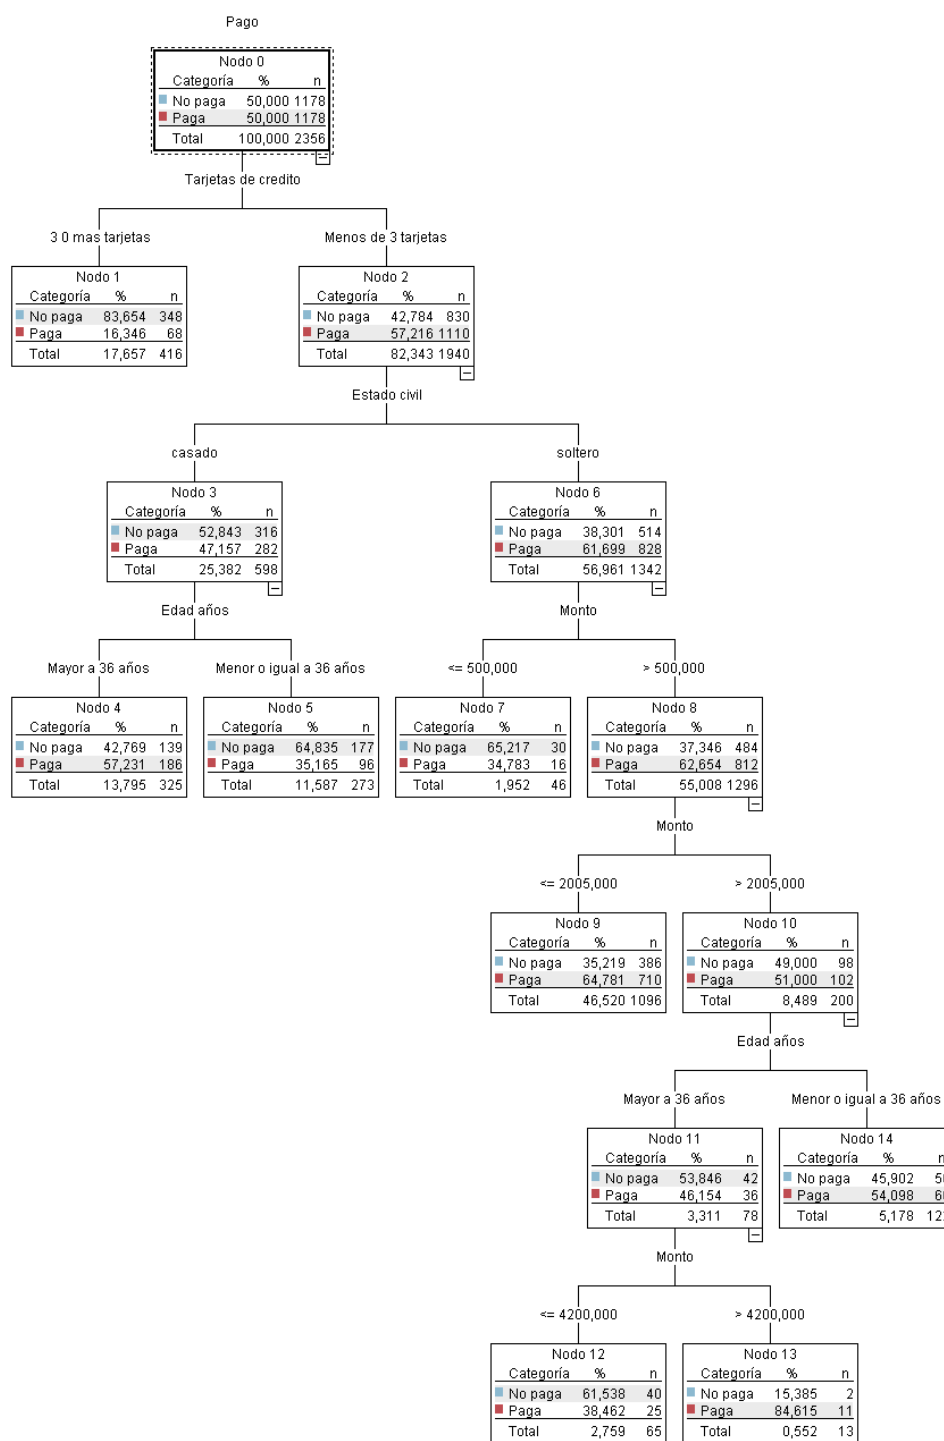 Pago
Nodo 0
Categoría % n
No paga 50,000 1178
Paga 50,000 1178
Total 100,000 2356
Tarjetas de credito
3 0 mas tarjetas
Menos de 3 tarjetas
Nodo 1
Categoría % n
No paga 83,654 348
Paga 16,346 68
Total 17,657 416
Nodo 2
Categoría % n
No paga 42,784 830
Paga 57,216 1110
Total 82,343 1940
Estado civil
casado
soltero
Nodo 3
Categoría % n
No paga 52,843 316
Paga 47,157 282
Total 25,382 598
Nodo 6
Categoría % n
No paga 38,301 514
Paga 61,699 828
Total 56,961 1342
Edad años
Monto
Mayor a 36 años
Menor o igual a 36 años
<= 500,000
> 500,000
Nodo 4
Categoría % n
No paga 42,769 139
Paga 57,231 186
Total 13,795 325
Nodo 5
Categoría % n
No paga 64,835 177
Paga 35,165 96
Total 11,587 273
Nodo 7
Categoría % n
No paga 65,217 30
Paga 34,783 16
Total 1,952 46
Nodo 8
Categoría % n
No paga 37,346 484
Paga 62,654 812
Total 55,008 1296
Monto
<= 2005,000
> 2005,000
Nodo 9
Categoría % n
No paga 35,219 386
Paga 64,781 710
Total 46,520 1096
Nodo 10
Categoría % n
No paga 49,000 98
Paga 51,000 102
Total 8,489 200
Edad años
Mayor a 36 años
Menor o igual a 36 años
Nodo 11
Categoría % n
No paga 53,846 42
Paga 46,154 36
Total 3,311 78
Nodo 14
Categoría % n
No paga 45,902
Paga 54,098
Total 5,178
Monto
<= 4200,000
> 4200,000
Nodo 12
Categoría % n
No paga 61,538 40
Paga 38,462 25
Total 2,759 65
Nodo 13
Categoría % n
No paga 15,385 2
Paga 84,615 11
Total 0,552 13